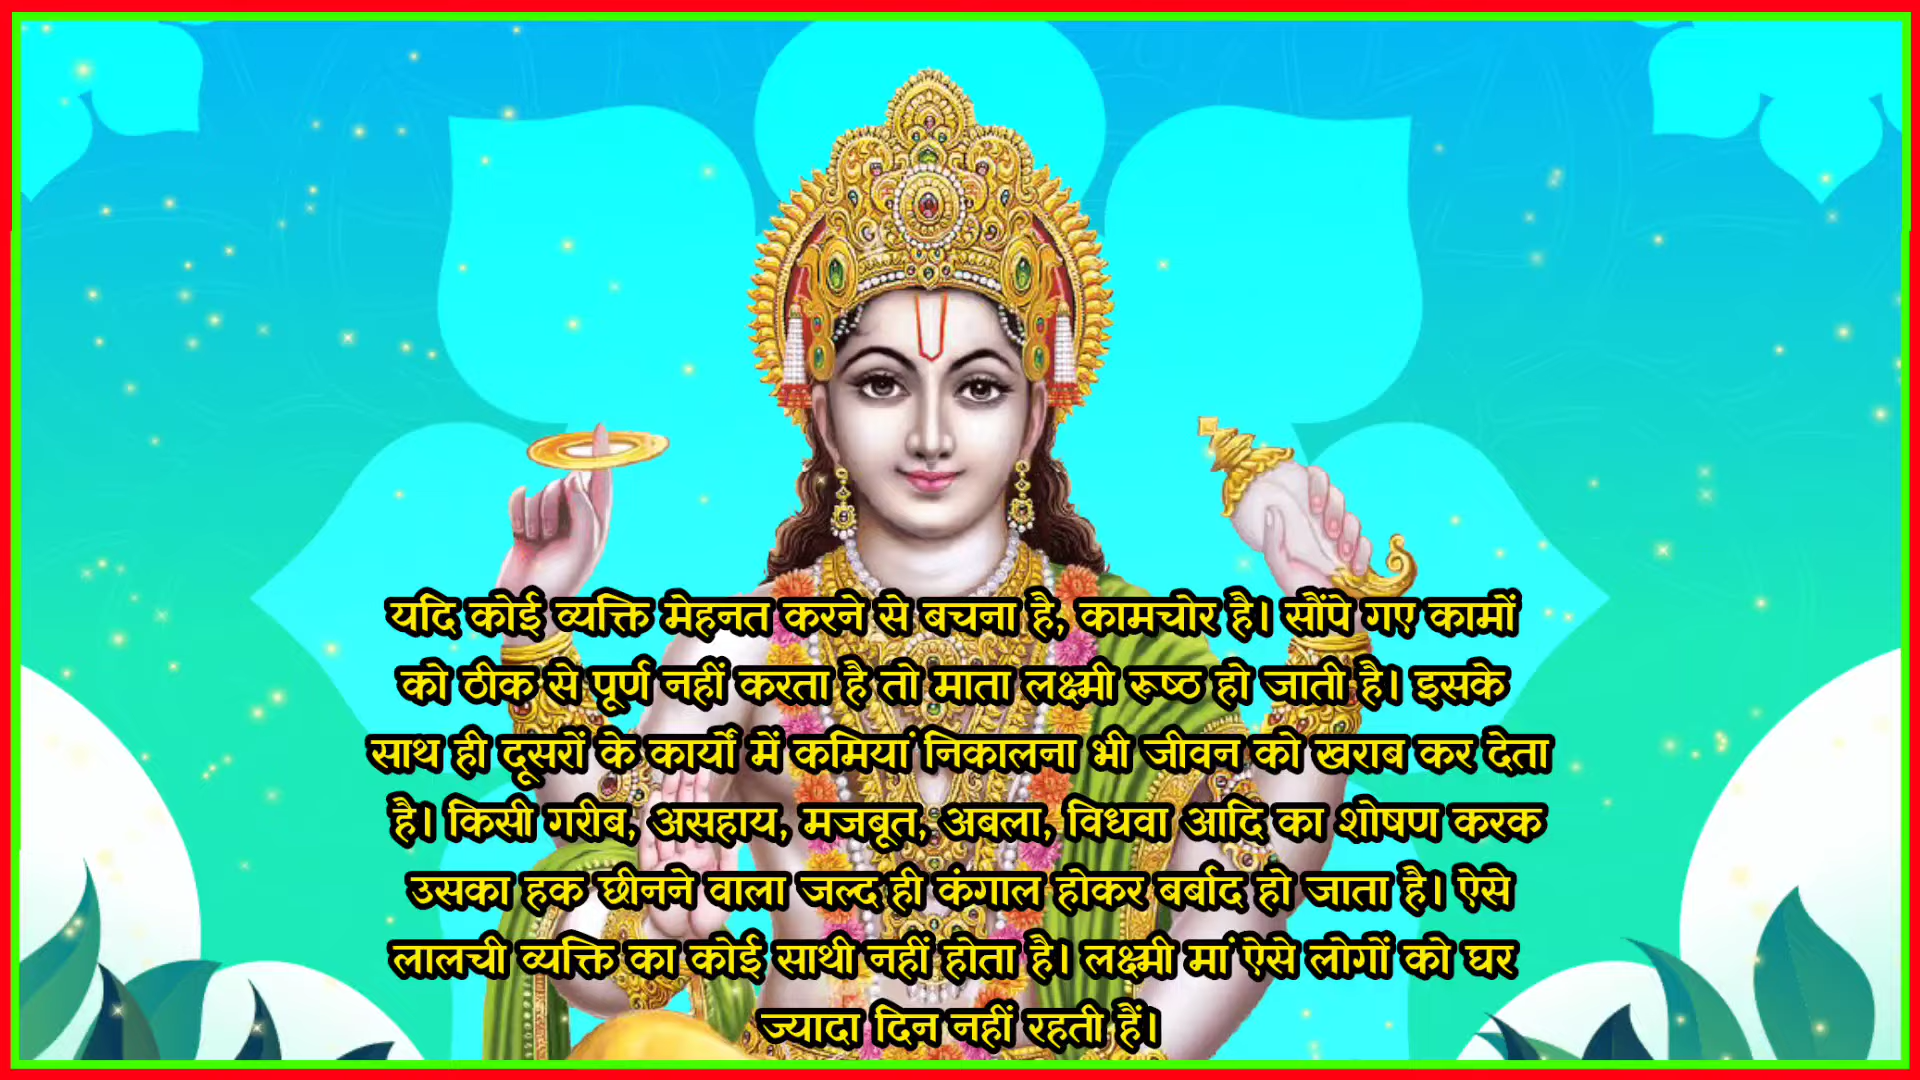 यदि कोई व्यक्ति मेहनत करने से बचना है, कामचोर है। सौंपे गए कामों
को ठीक से पूर्ण नहीं करता है तो माता लक्ष्मी रूष्ठ हो जाती है। इसके
साथ ही दूसरों के कार्यों में कमियां निकालना भी जीवन को खराब कर देता
है। किसी गरीब, असहाय, मजबूत, अबला, विधवा आदि का शोषण करक
उसका हक छीनने वाला जल्द ही कंगाल होकर बर्बाद हो जाता है। ऐसे
लालची व्यक्ति का कोई साथी नहीं होता है। लक्ष्मी मां ऐसे लोगों को घर
ज्यादा दिन नहीं रहती हैं।